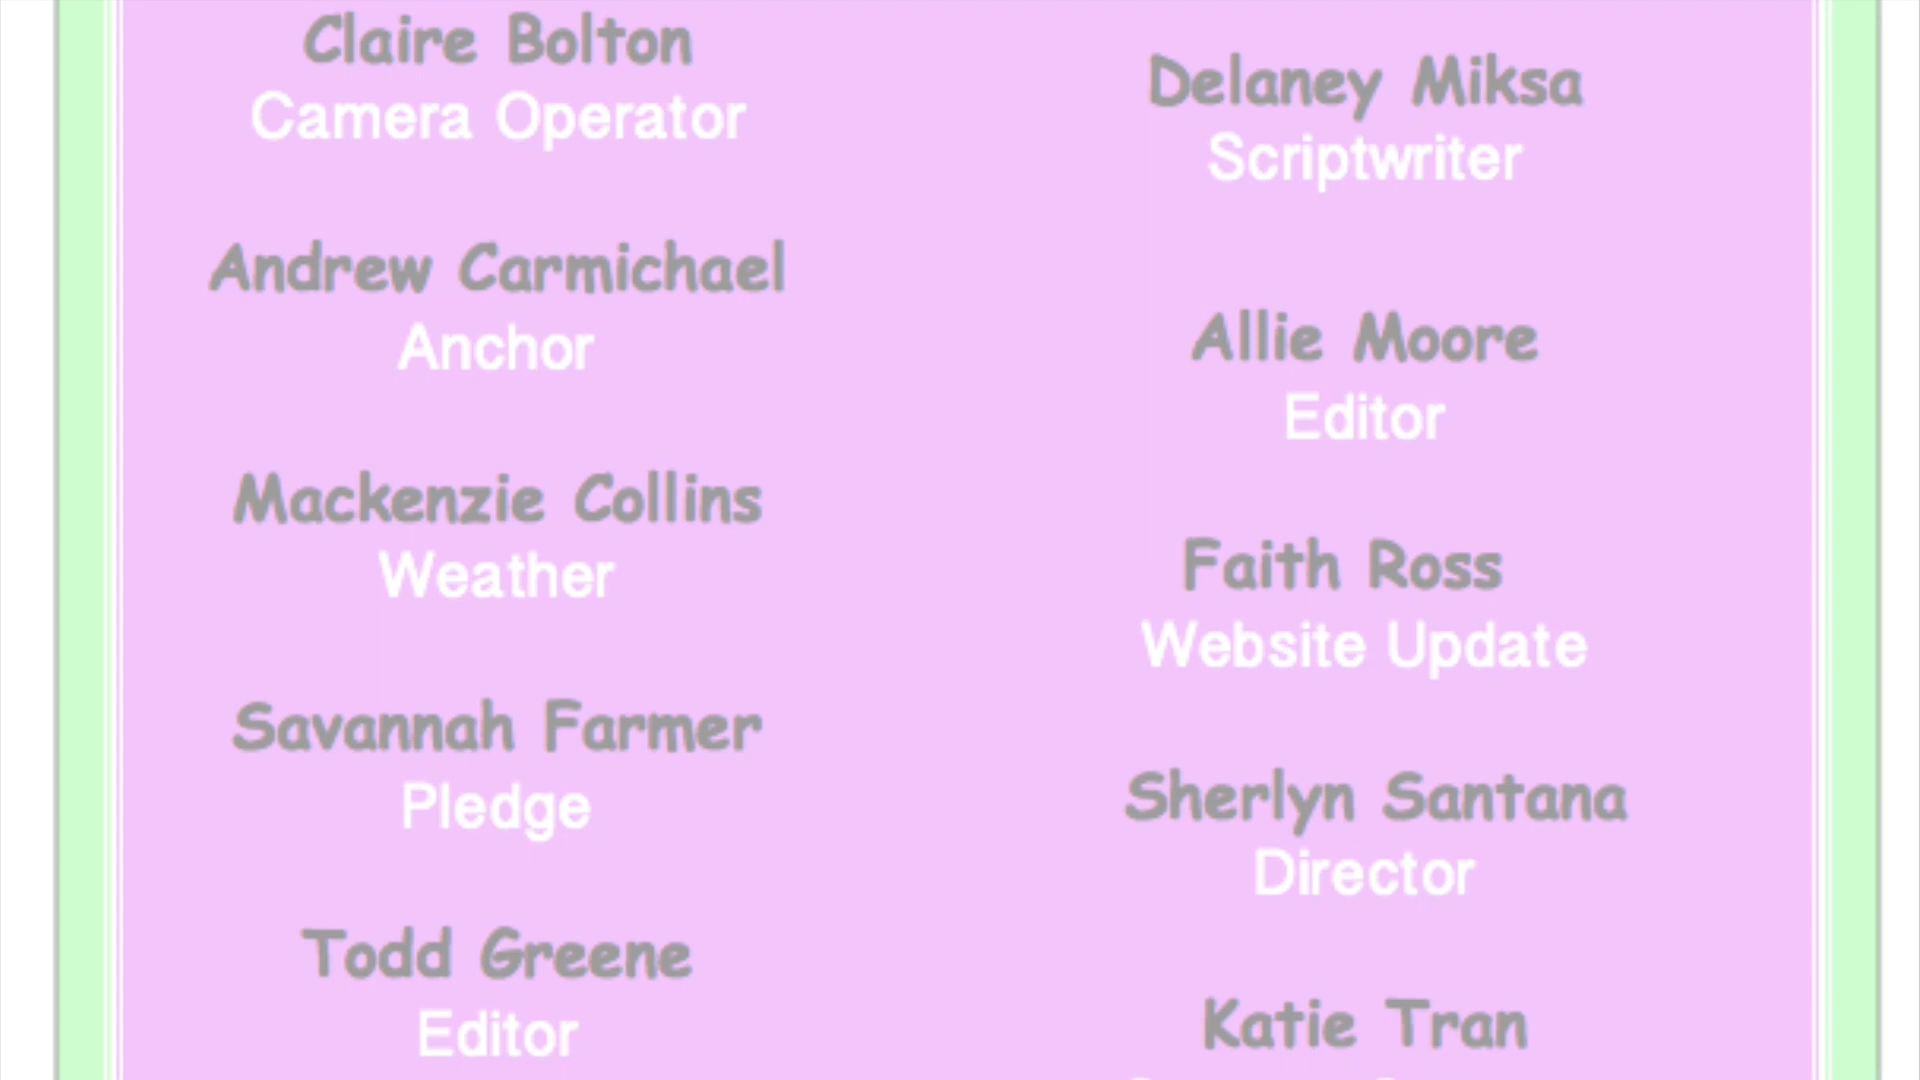 Claire Bolton
Camera Operator
Andrew Carmichael
Anchor
Mackenzie Collins
Weather
Savannah Farmer
Pledge
Todd Greene
Editor
Delaney Miksa
Scriptwriter
Allie Moore
Editor
Faith Ross
Website Update
Sherlyn Santana
Director
Katie Tran